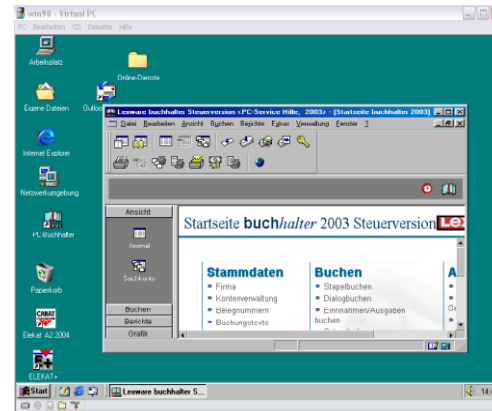 win98 - Virtual PC
PC Bearbeiten CD Diskette Hilfe
Arbeitsplatz
Online-Dienste
Eigene Dateien
Internet Explorer
Netzwerkumgebung
PC-Buchhalter
Papierkorb
CARAT
Elekat A2 2004
ELEKAT+
Lexware buchhalter Steuerversion <PC-Service Hille, 2003> - [Startseite buchhalter 2003]
Datei Bearbeiten Ansicht Buchen Berichte Extras Verwaltung Fenster ?
Ansicht
Journal
Sachkonto
Buchen
Berichte
Grafik
Startseite buchhalter 2003 Steuerversion
Stammdaten
Firma
Kontenverwaltung
Belegnummern
Buchungstexte
Buchen
Stapelbuchen
Dialogbuchen
Einnahmen/Ausgaben
buchen
Start
Lexware buchhalter S...